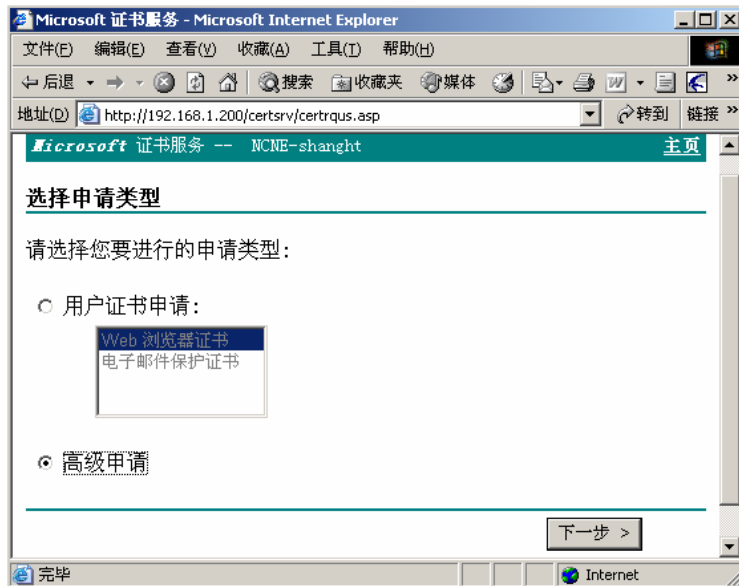 Microsoft 证书服务 - Microsoft Internet Explorer
文件(F) 编辑(E) 查看(V) 收藏(A) 工具(T) 帮助(H)
后退 搜索 收藏夹 媒体 »
地址(D) http://192.168.1.200/certsrv/certrqus.asp 转到 链接 »
Microsoft 证书服务 -- NCNE-shanght 主页
选择申请类型
请选择您要进行的申请类型:
用户证书申请:
Web 浏览器证书
电子邮件保护证书
高级申请
下一步 >
完毕 Internet